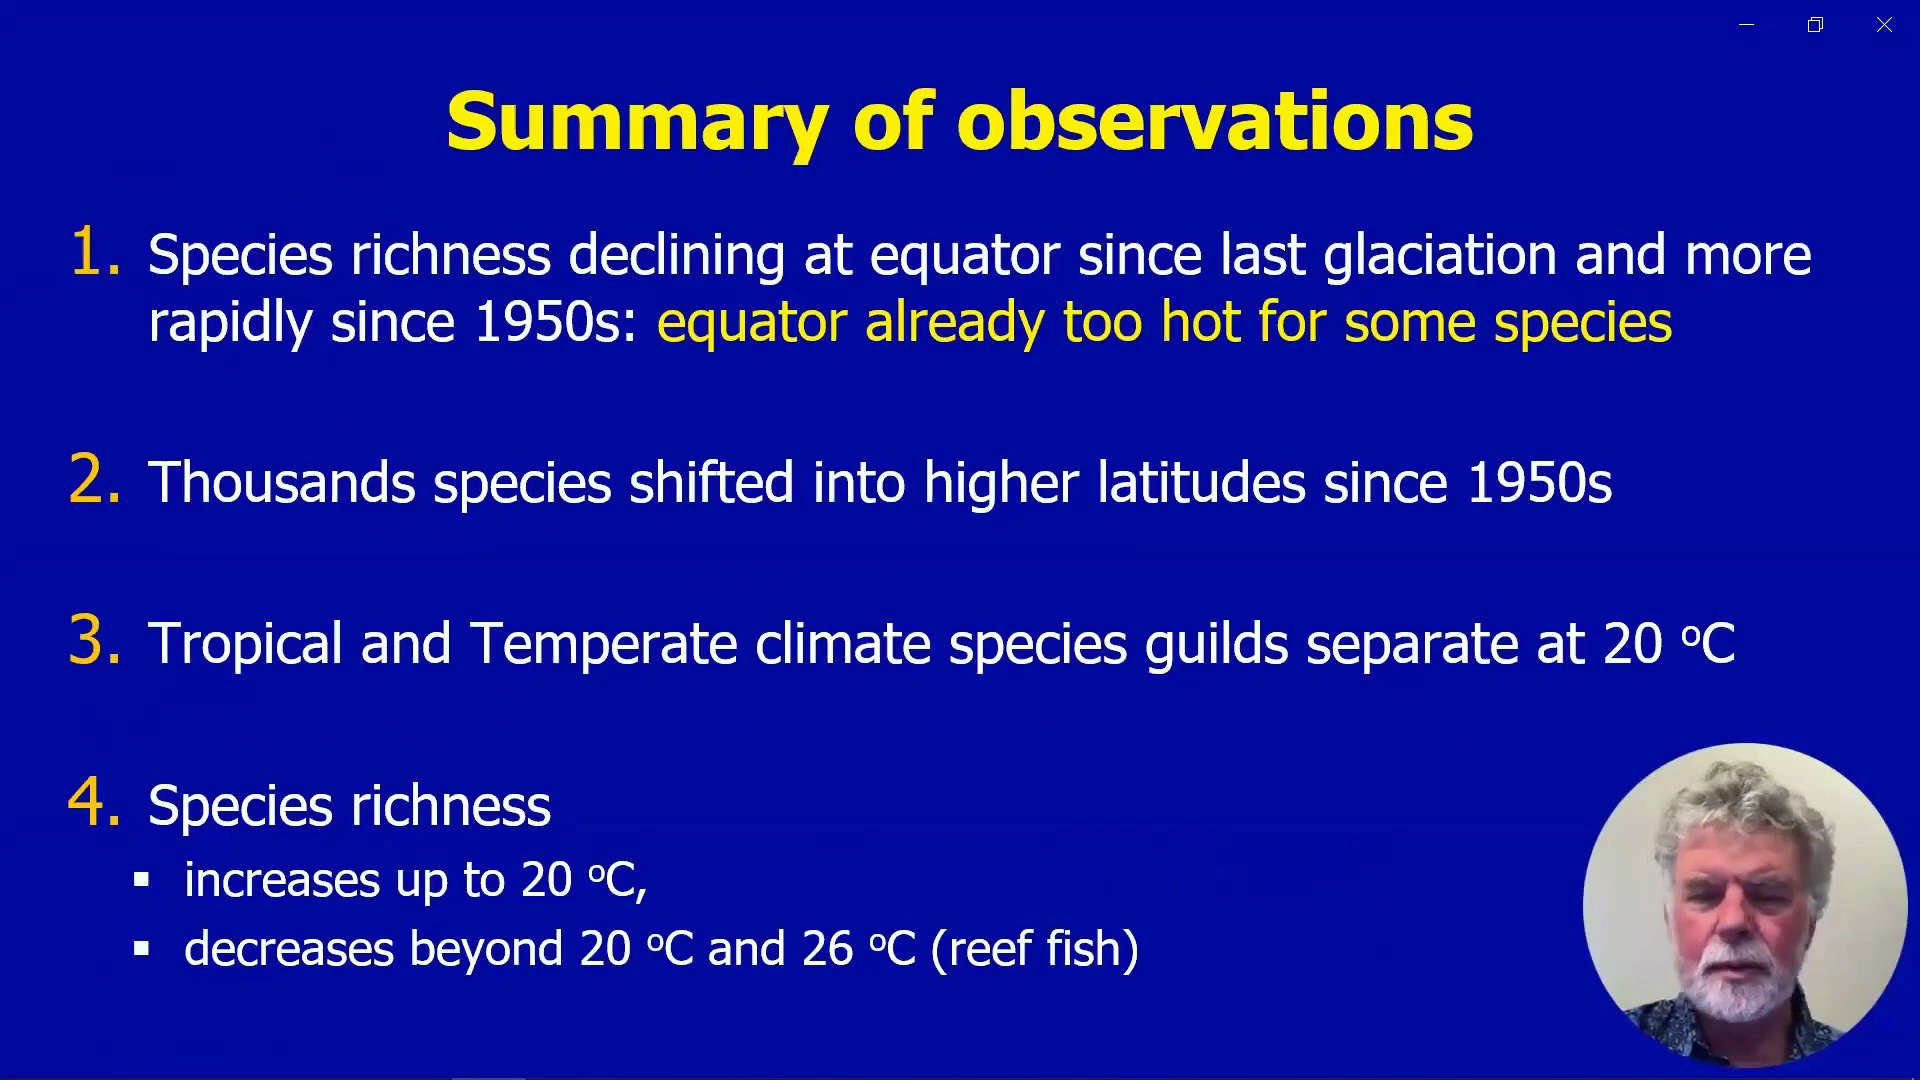 Summary of observations
1. Species richness declining at equator since last glaciation and more
rapidly since 1950s: equator already too hot for some species
2. Thousands species shifted into higher latitudes since 1950s
3. Tropical and Temperate climate species guilds separate at 20 ºC
4. Species richness
▪ increases up to 20 ºC,
▪ decreases beyond 20 ºC and 26 ºC (reef fish)